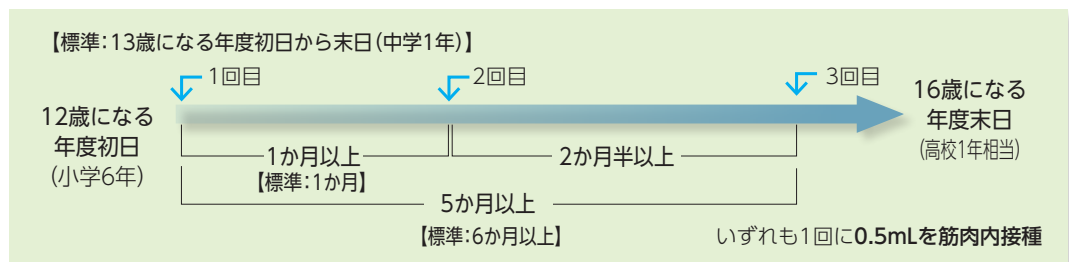 【標準：13歳になる年度初日から末日（中学1年）】
1回目
2回目
3回目
12歳になる
年度初日
（小学6年）
16歳になる
年度末日
（高校1年相当）
1か月以上
【標準：1か月】
2か月半以上
5か月以上
【標準：6か月以上】
いずれも1回に0.5mLを筋肉内接種